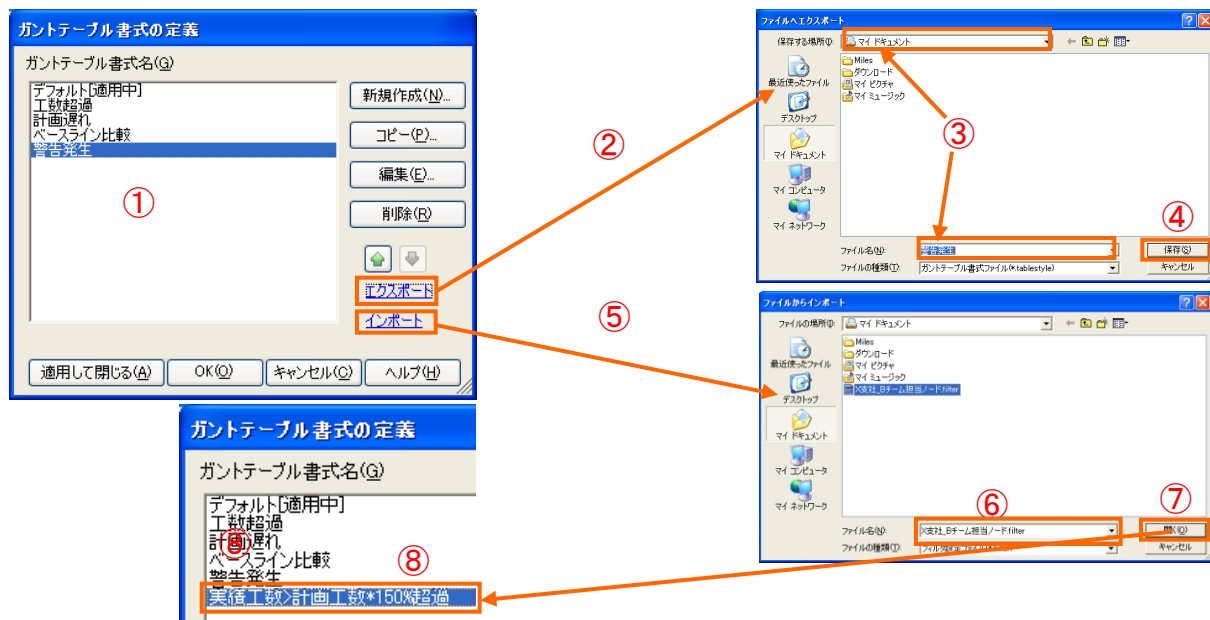 ガントテーブル書式の定義
ガントテーブル書式名(G)
デフォルト[適用中]
工数超過
計画遅れ
ベースライン比較
警告発生
①
新規作成(N)...
コピー(P)...
編集(E)...
削除(R)
エクスポート
インポート
適用して閉じる(A)
OK(O)
キャンセル(C)
ヘルプ(H)
②
⑤
ファイルへエクスポート
保存する場所(I):
マイ ドキュメント
最近使ったファイル
デスクトップ
マイ ドキュメント
マイ コンピュータ
マイ ネットワーク
Miles
ダウンロード
マイ ピクチャ
マイ ミュージック
③
④
ファイル名(N):
警告発生
保存(S)
ファイルの種類(T):
ガントテーブル書式ファイル(*.tablestyle)
キャンセル
ファイルからインポート
ファイルの場所(I):
マイ ドキュメント
最近使ったファイル
デスクトップ
マイ ドキュメント
マイ コンピュータ
マイ ネットワーク
Miles
ダウンロード
マイ ピクチャ
マイ ミュージック
X支社_Bチーム担当ノード.filter
⑥
⑦
ファイル名(N):
X支社_Bチーム担当ノード.filter
開く(O)
ファイルの種類(T):
キャンセル
ガントテーブル書式の定義
ガントテーブル書式名(G)
デフォルト[適用中]
工数超過
計画遅れ
ベースライン比較
警告発生
実績工数>計画工数*150%超過
⑧